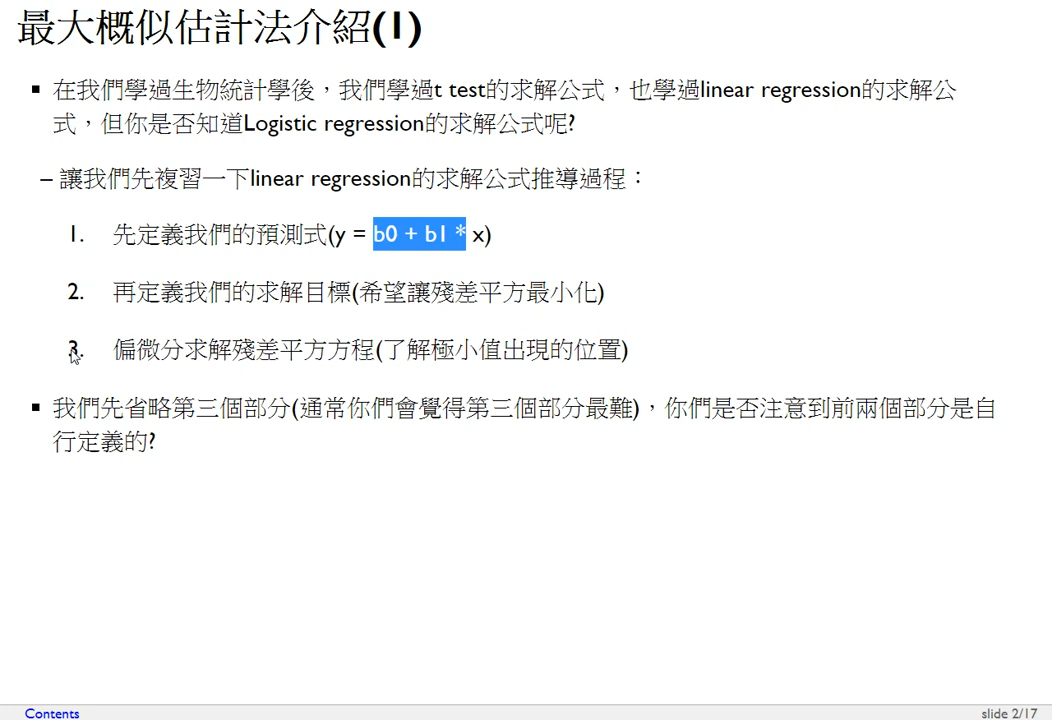 最大概似估計法介紹(1)
在我們學過生物統計學後，我們學過t test的求解公式，也學過linear regression的求解公
式，但你是否知道Logistic regression的求解公式呢?
– 讓我們先複習一下linear regression的求解公式推導過程：
1. 先定義我們的預測式(y = b0 + b1 * x)
2. 再定義我們的求解目標(希望讓殘差平方最小化)
3. 偏微分求解殘差平方方程(了解極小值出現的位置)
我們先省略第三個部分(通常你們會覺得第三個部分最難)，你們是否注意到前兩個部分是自
行定義的?
Contents
slide 2/17